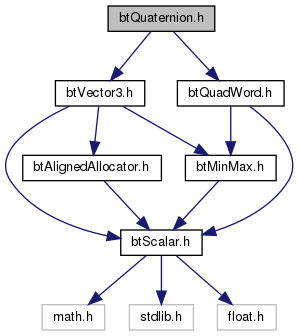 btQuaternion.h
btVector3.h
btQuadWord.h
btAlignedAllocator.h
btMinMax.h
btScalar.h
math.h
stdlib.h
float.h